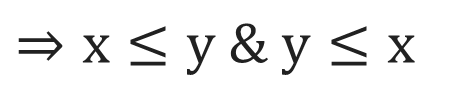 ⇒ x ≤ y & y ≤ x